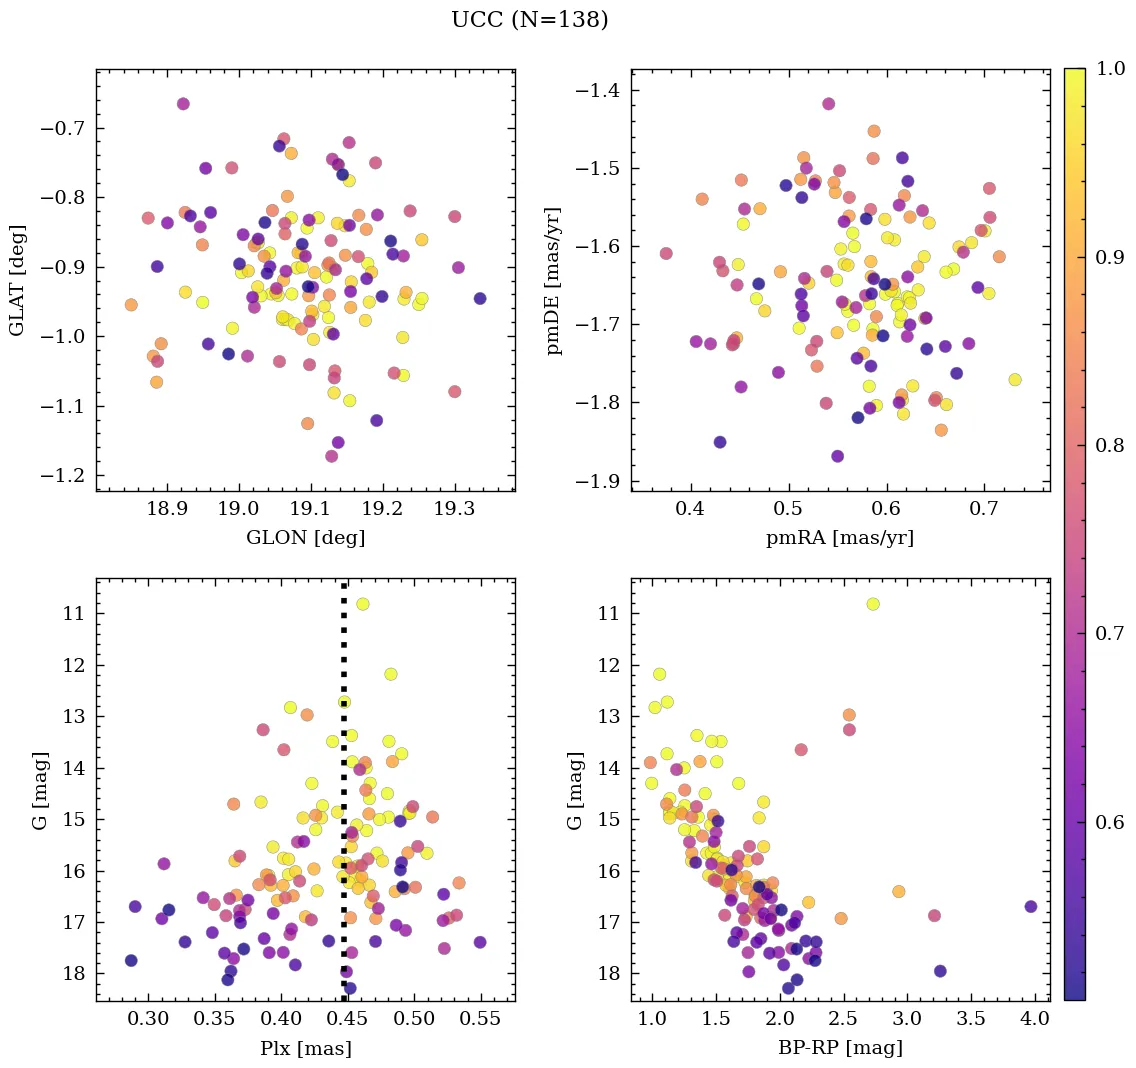 UCC (N=138)
−0.7
−0.8
−0.9
−1.0
−1.1
−1.2
GLAT [deg]
18.9 19.0 19.1 19.2 19.3
GLON [deg]
−1.4
−1.5
−1.6
−1.7
−1.8
−1.9
pmDE [mas/yr]
0.4 0.5 0.6 0.7
pmRA [mas/yr]
11
12
13
14
15
16
17
18
G [mag]
0.30 0.35 0.40 0.45 0.50 0.55
Plx [mas]
11
12
13
14
15
16
17
18
G [mag]
1.0 1.5 2.0 2.5 3.0 3.5 4.0
BP-RP [mag]
1.0
0.9
0.8
0.7
0.6